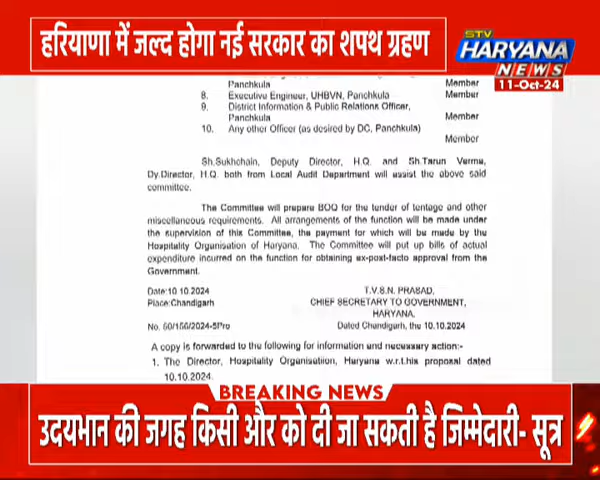 हरियाणा में जल्द होगा नई सरकार का शपथ ग्रहण
STV
HARYANA
NEWS
11-Oct-24
Panchkula Member
8. Executive Engineer, UHBVN, Panchkula Member
9. District Information & Public Relations Officer,
Panchkula Member
10. Any other Officer (as desired by DC, Panchkula)
Member
Sh.Sukhchain, Deputy Director, H.Q. and Sh.Tarun Verma,
Dy.Director, H.Q. both from Local Audit Department will assist the above said
committee.
The Committee will prepare BOQ for the tender of tentage and other
miscellaneous requirements. All arrangements of the function will be made under
the supervision of this Committee, the payment for which will be made by the
Hospitality Organisation of Haryana. The Committee will put up bills of actual
expenditure incurred on the function for obtaining ex-post-facto approval from the
Government.
Date:10.10.2024 T.V.S.N. PRASAD,
Place:Chandigarh CHIEF SECRETARY TO GOVERNMENT,
HARYANA.
No. 60/156/2024-5Pro Dated Chandigarh, the 10.10.2024
A copy is forwarded to the following for information and necessary action:-
1. The Director, Hospitality Organisation, Haryana w.r.t.his proposal dated
10.10.2024.
BREAKING NEWS
उदयभान की जगह किसी और को दी जा सकती है जिम्मेदारी- सूत्र